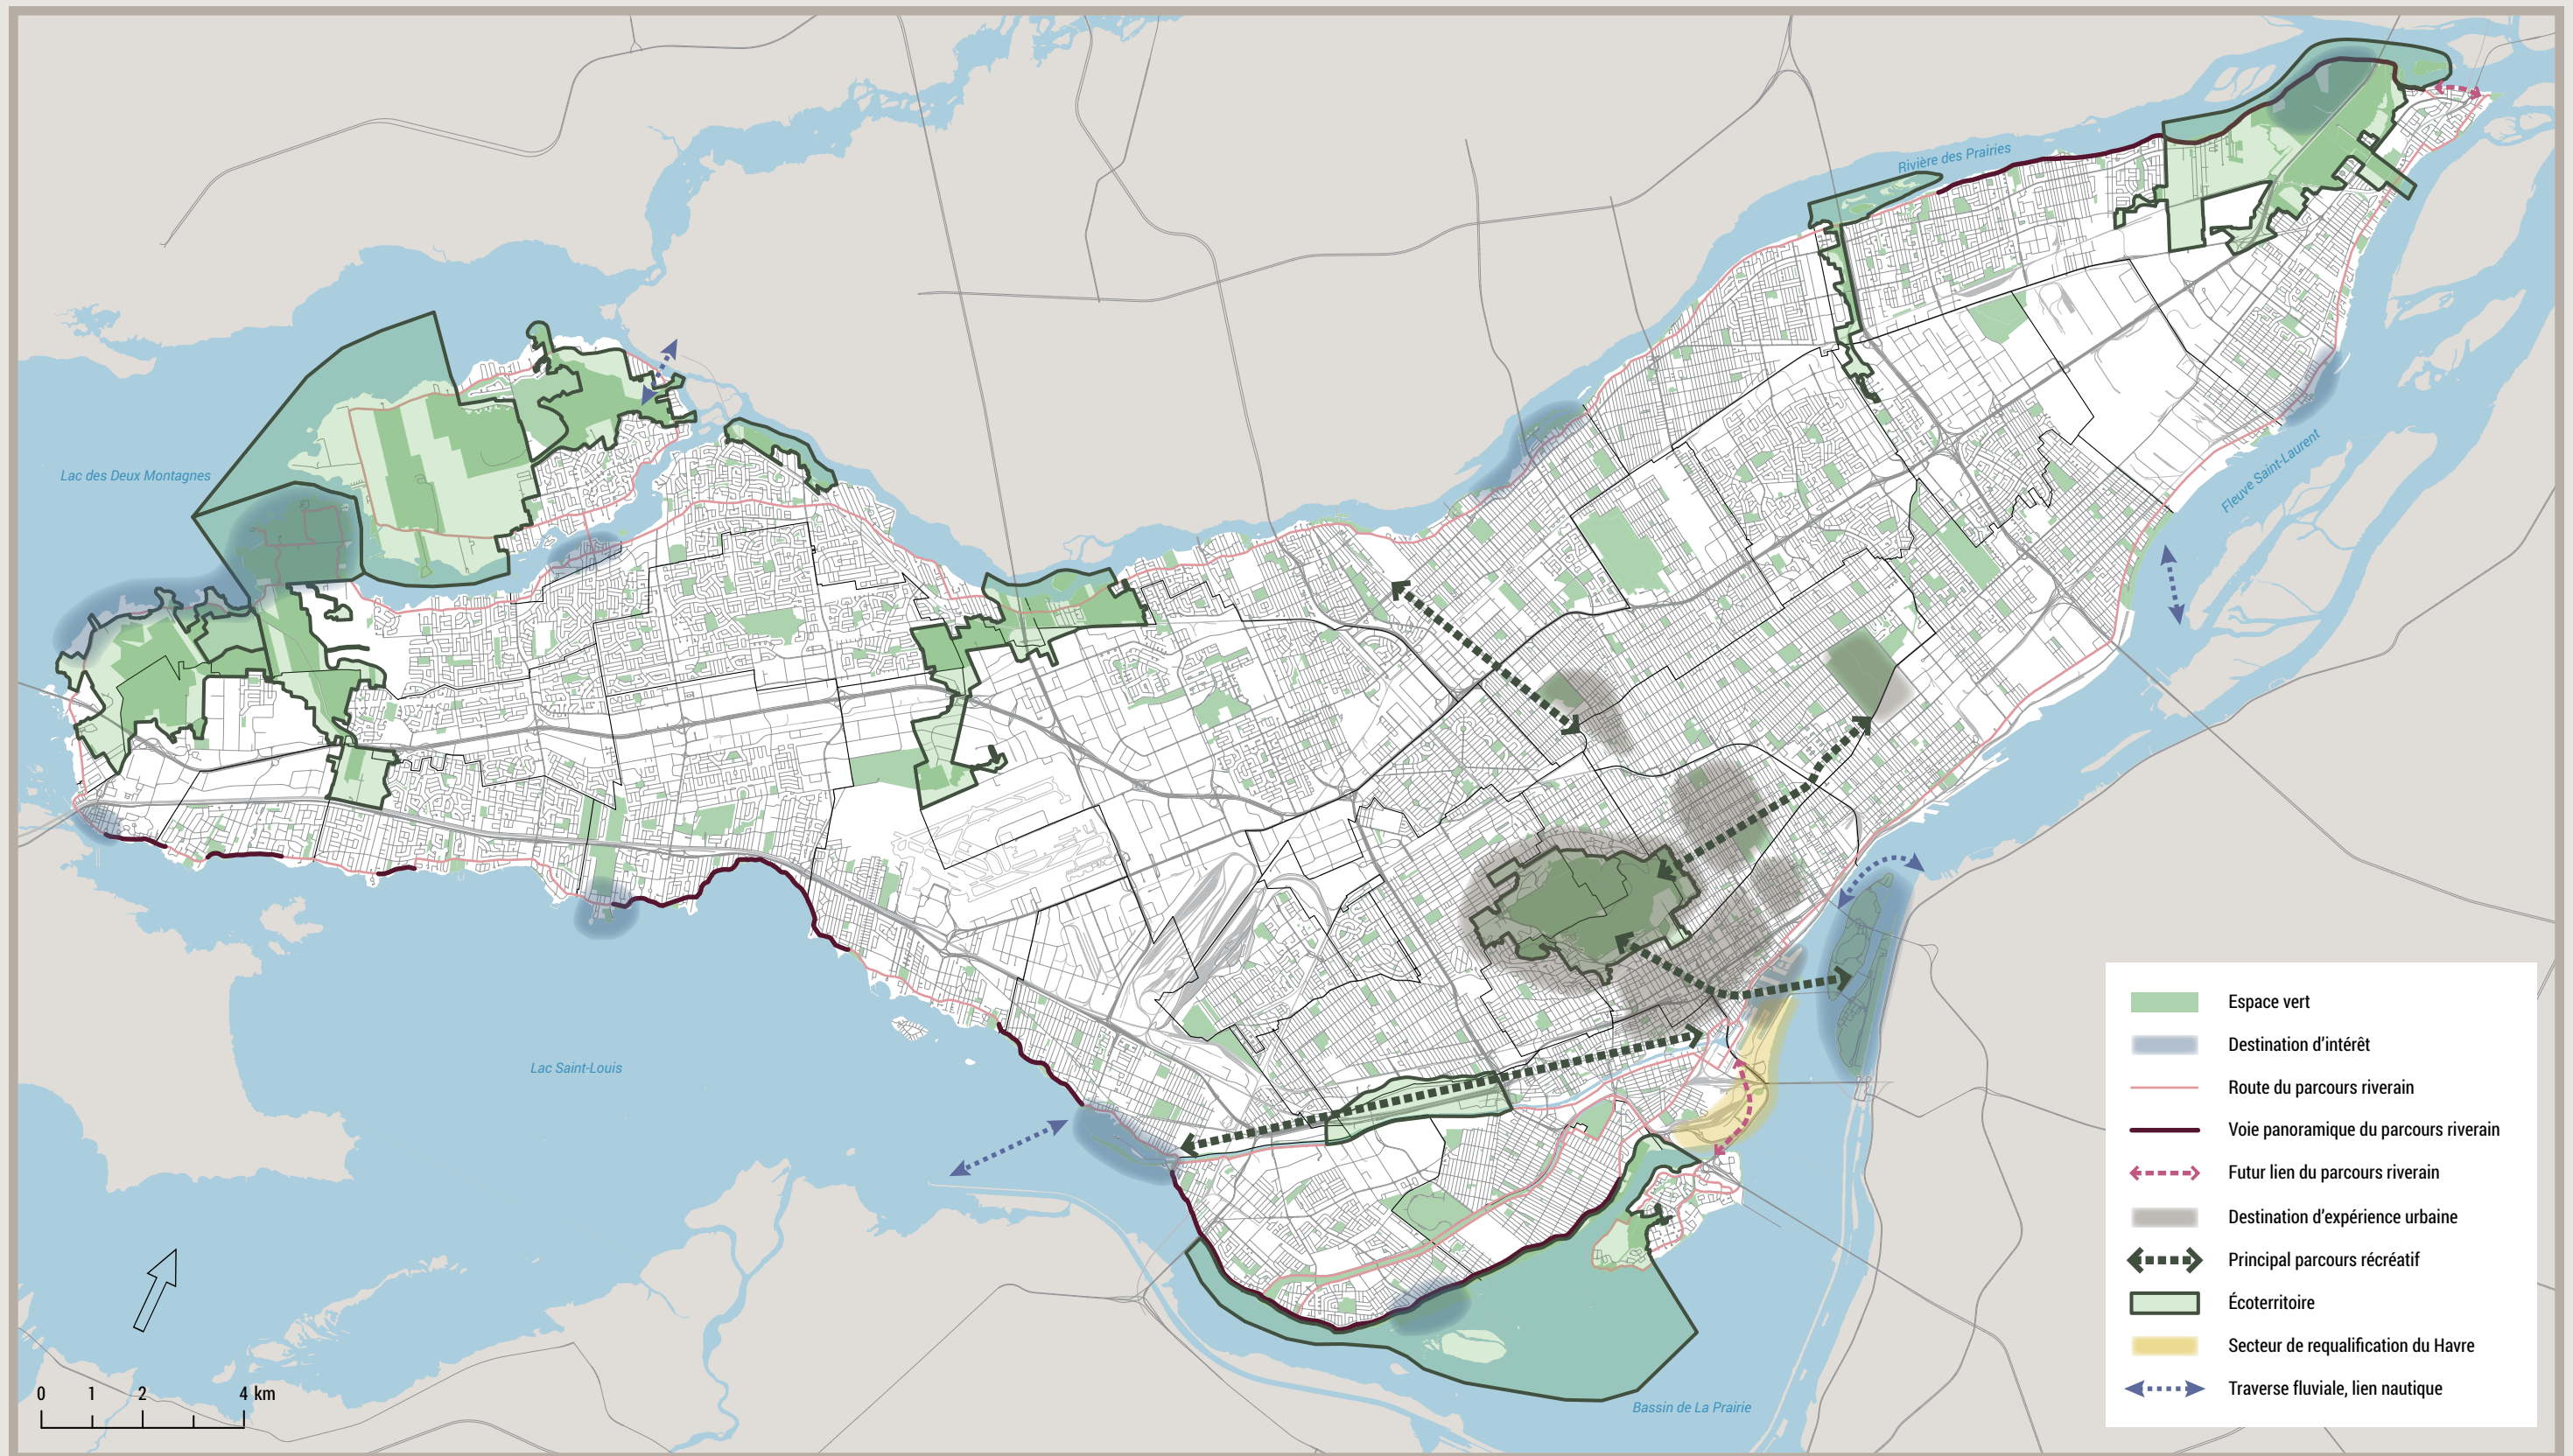 Rivière des Prairies
Lac des Deux Montagnes
Fleuve Saint-Laurent
Lac Saint-Louis
Bassin de La Prairie
Espace vert
Destination d'intérêt
Route du parcours riverain
Voie panoramique du parcours riverain
Futur lien du parcours riverain
Destination d'expérience urbaine
Principal parcours récréatif
Écoterritoire
Secteur de requalification du Havre
Traverse fluviale, lien nautique
0 1 2 4 km